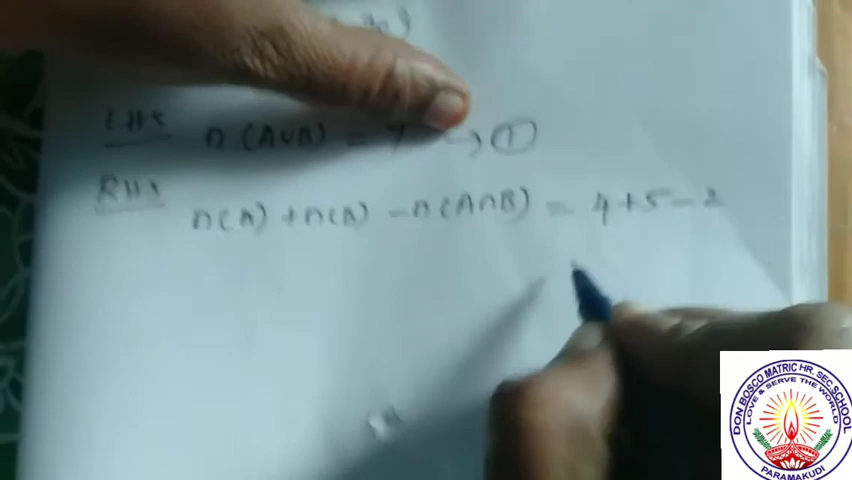 LHS n(A∪B) = 7 → ①
RHS
n(A) + n(B) - n(A∩B) = 4+5-2
DON BOSCO MATRIC HR. SEC. SCHOOL
LOVE & SERVE THE WORLD
PARAMAKUDI